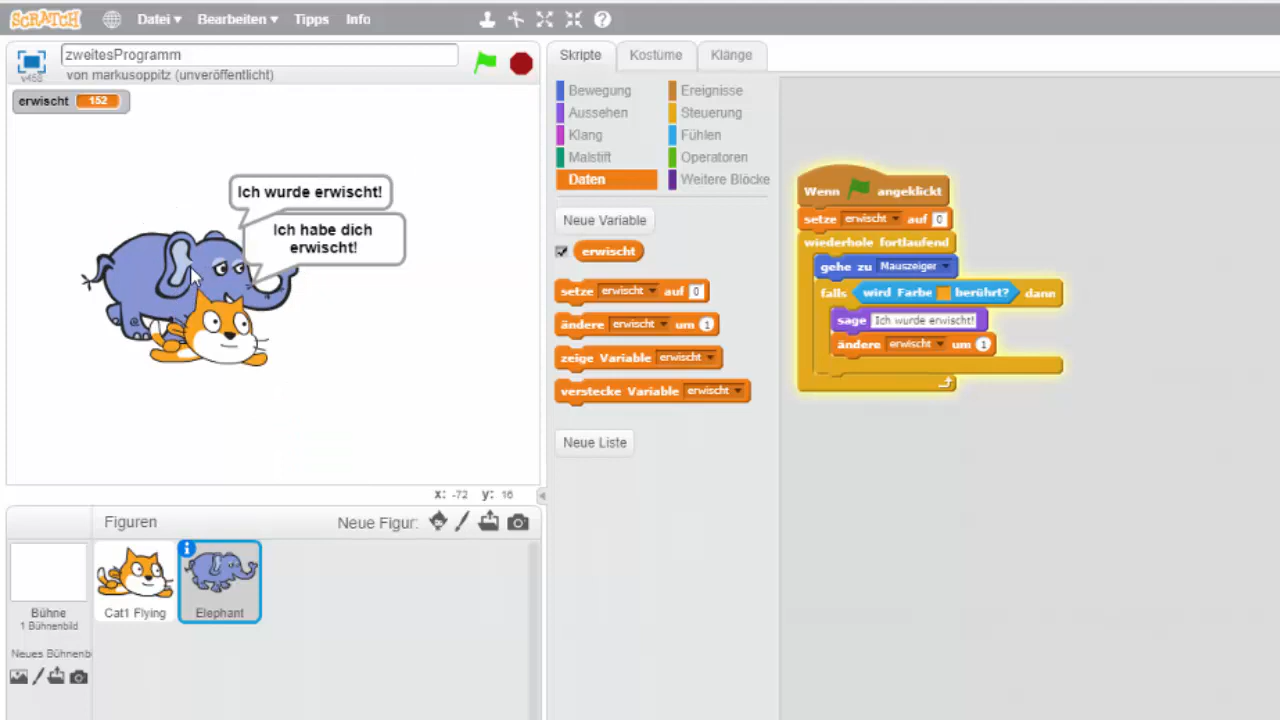 SCRATCH
Datei Bearbeiten Tipps Info
zweitesProgramm
von markusoppitz (unveröffentlicht)
v458
erwischt 152
Ich wurde erwischt!
Ich habe dich
erwischt!
x: -72 y: 16
Figuren
Neue Figur:
Bühne
1 Bühnenbild
Neues Bühnenb
Cat1 Flying
Elephant
Skripte
Kostüme
Klänge
Bewegung
Aussehen
Klang
Malstift
Daten
Ereignisse
Steuerung
Fühlen
Operatoren
Weitere Blöcke
Neue Variable
erwischt
setze erwischt auf 0
ändere erwischt um 1
zeige Variable erwischt
verstecke Variable erwischt
Neue Liste
Wenn angeklickt
setze erwischt auf 0
wiederhole fortlaufend
gehe zu Mauszeiger
falls wird Farbe berührt? dann
sage Ich wurde erwischt!
ändere erwischt um 1